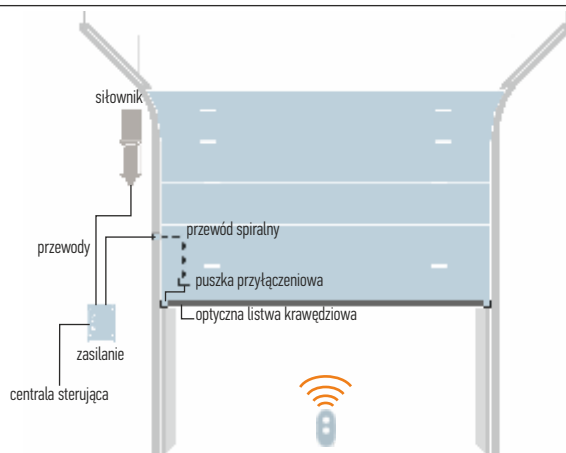 siłownik
przewód spiralny
przewody
puszka przyłączeniowa
optyczna listwa krawędziowa
zasilanie
centrala sterująca